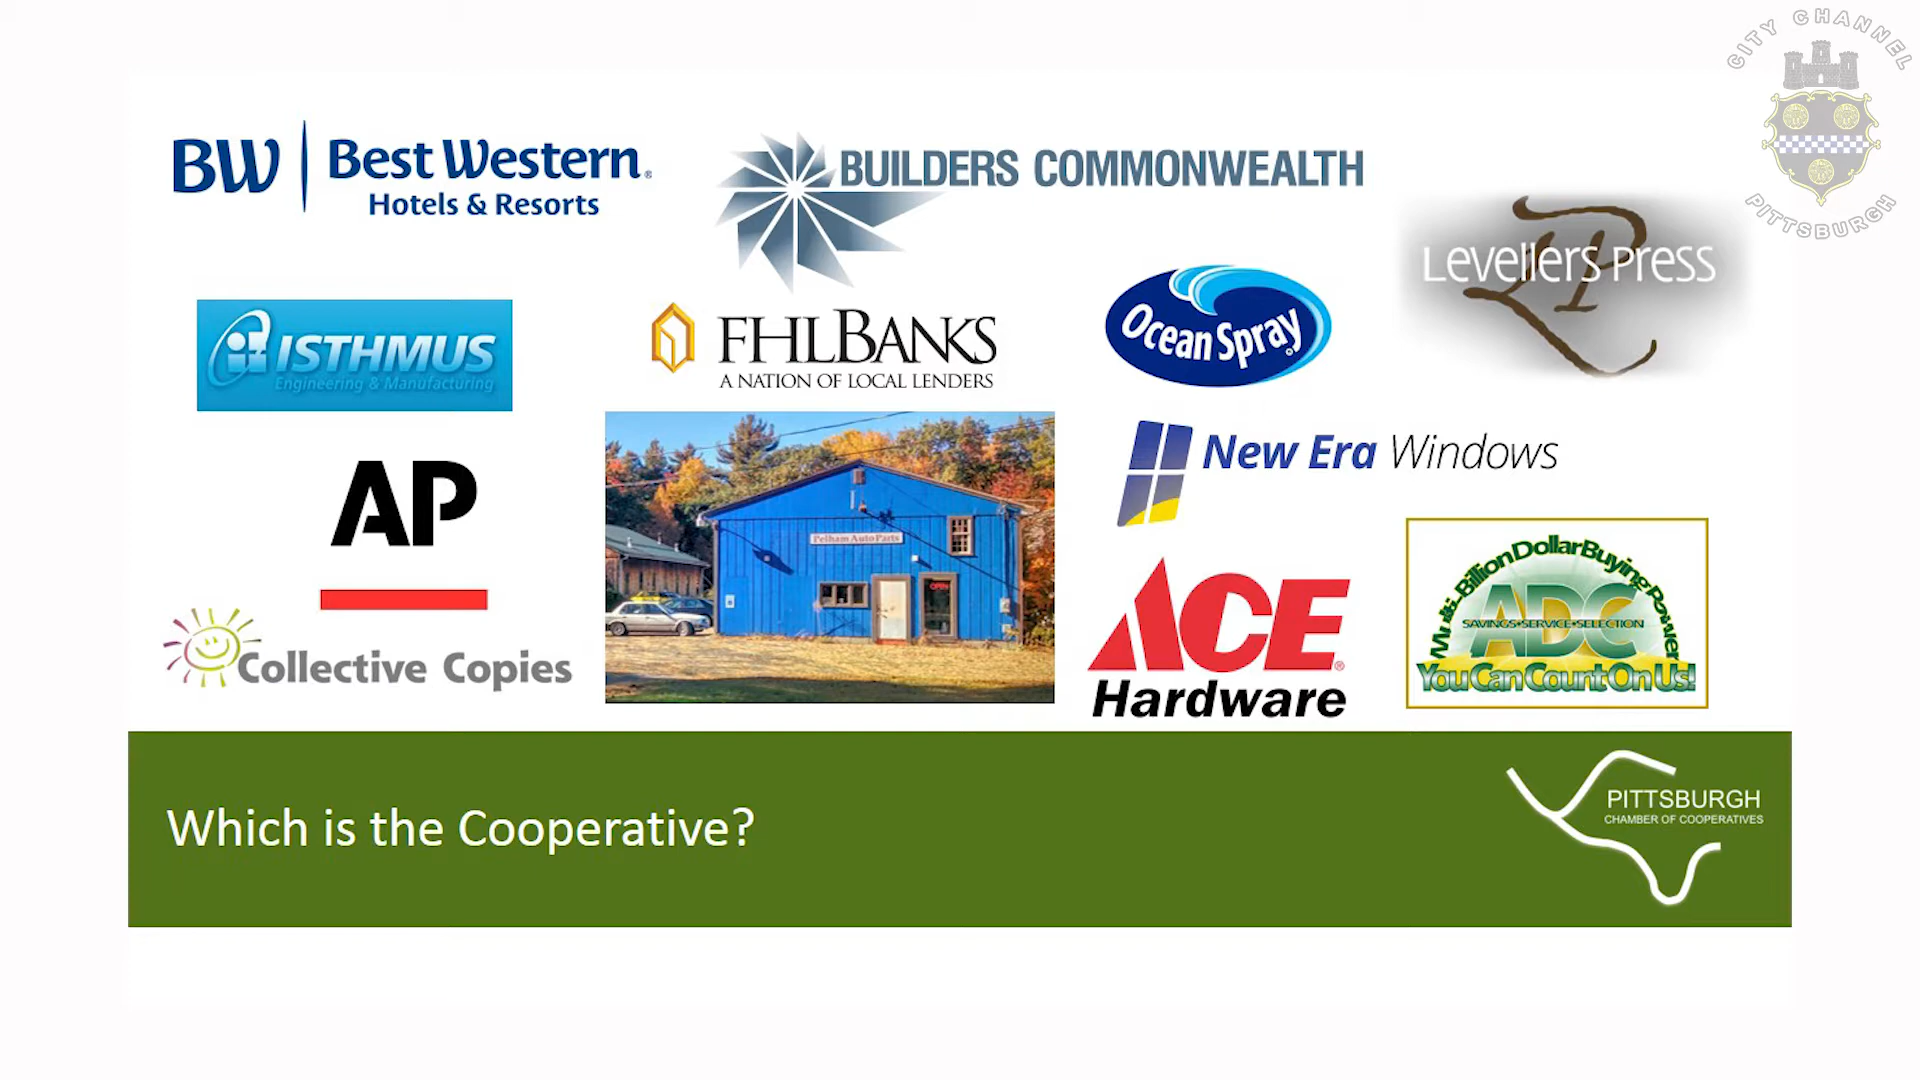 CITY CHANNEL
PITTSBURGH
BW Best Western®
Hotels & Resorts
BUILDERS COMMONWEALTH
Levellers Press
LP
ISTHMUS
Engineering & Manufacturing
FHLBANKS
A NATION OF LOCAL LENDERS
Ocean Spray
AP
Pelham Auto Parts
OPEN
New Era Windows
Collective Copies
ACE®
Hardware
Multi-Billion Dollar Buying Power
ADC
SAVINGS•SERVICE•SELECTION
You Can Count On Us!
Which is the Cooperative?
PITTSBURGH
CHAMBER OF COOPERATIVES